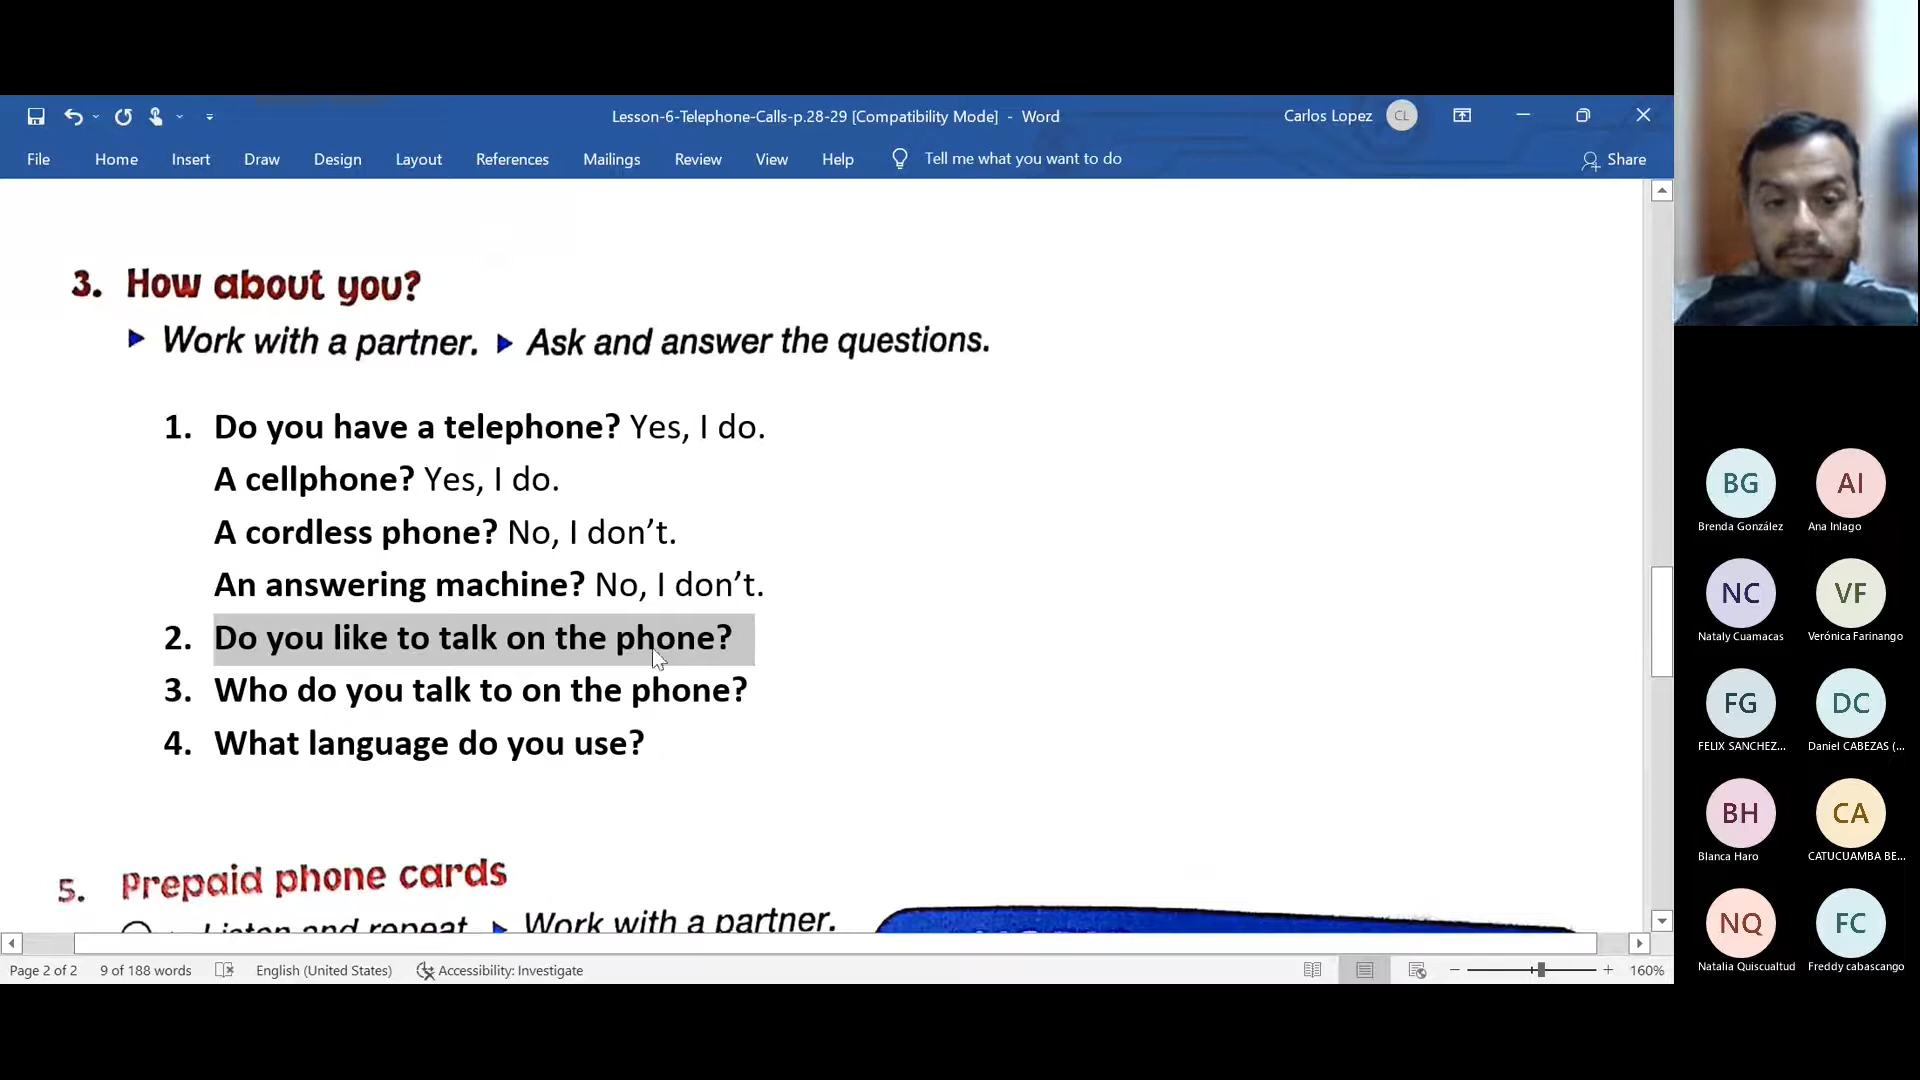 Lesson-6-Telephone-Calls-p.28-29 [Compatibility Mode] - Word
Carlos Lopez CL
File Home Insert Draw Design Layout References Mailings Review View Help Tell me what you want to do Share
3. How about you?
Work with a partner. Ask and answer the questions.
1. Do you have a telephone? Yes, I do.
A cellphone? Yes, I do.
A cordless phone? No, I don’t.
An answering machine? No, I don’t.
2. Do you like to talk on the phone?
3. Who do you talk to on the phone?
4. What language do you use?
5. Prepaid phone cards
Listen and repeat. Work with a partner.
Page 2 of 2 9 of 188 words English (United States) Accessibility: Investigate 160%
BG AI
Brenda González Ana Inlago
NC VF
Nataly Cuamacas Verónica Farinango
FG DC
FELIX SANCHEZ... Daniel CABEZAS (...
BH CA
Blanca Haro CATUCUAMBA BE...
NQ FC
Natalia Quiscualtud Freddy cabascango